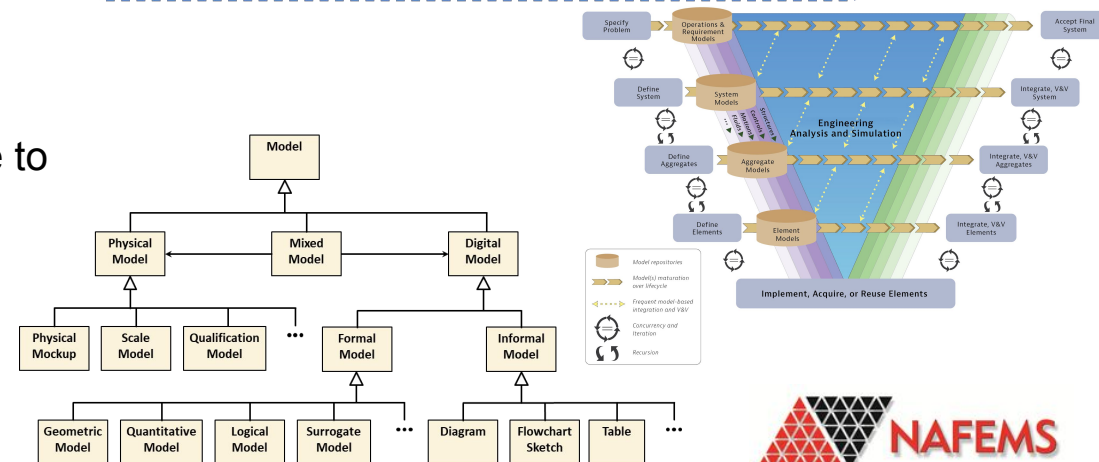 e to
Model
Physical
Model
Mixed
Model
Digital
Model
Physical
Mockup
Scale
Model
Qualification
Model
...
Formal
Model
Informal
Model
Geometric
Model
Quantitative
Model
Logical
Model
Surrogate
Model
...
Diagram
Flowchart
Sketch
Table
...
Specify
Problem
Operations &
Requirement
Models
Accept Final
System
Define
System
System
Models
Integrate, V&V
System
Structures
Controls
Motions
Fluids
...
Engineering
Analysis and Simulation
Define
Aggregates
Aggregate
Models
Integrate, V&V
Aggregates
Define
Elements
Element
Models
Integrate, V&V
Elements
Implement, Acquire, or Reuse Elements
Model repositories
Model(s) maturation
over lifecycle
Frequent model-based
integration and V&V
Concurrency and
Iteration
Recursion
NAFEMS